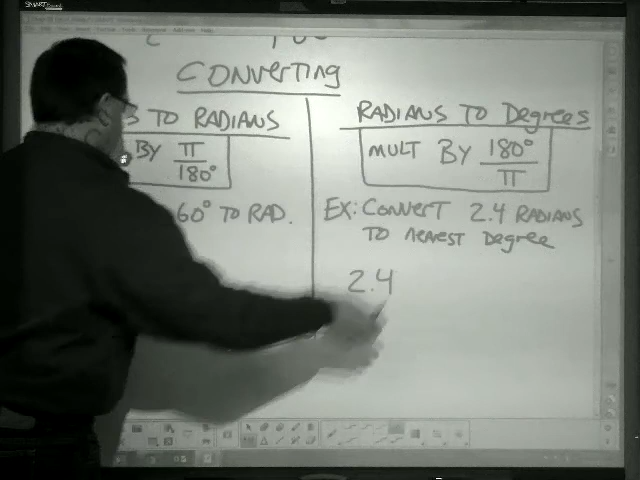 CONVERTING
S TO RADIANS
BY π/180°
60° TO RAD.
RADIANS TO DEGREES
MULT BY 180°/π
EX: CONVERT 2.4 RADIANS
TO NEAREST DEGREE
2.4